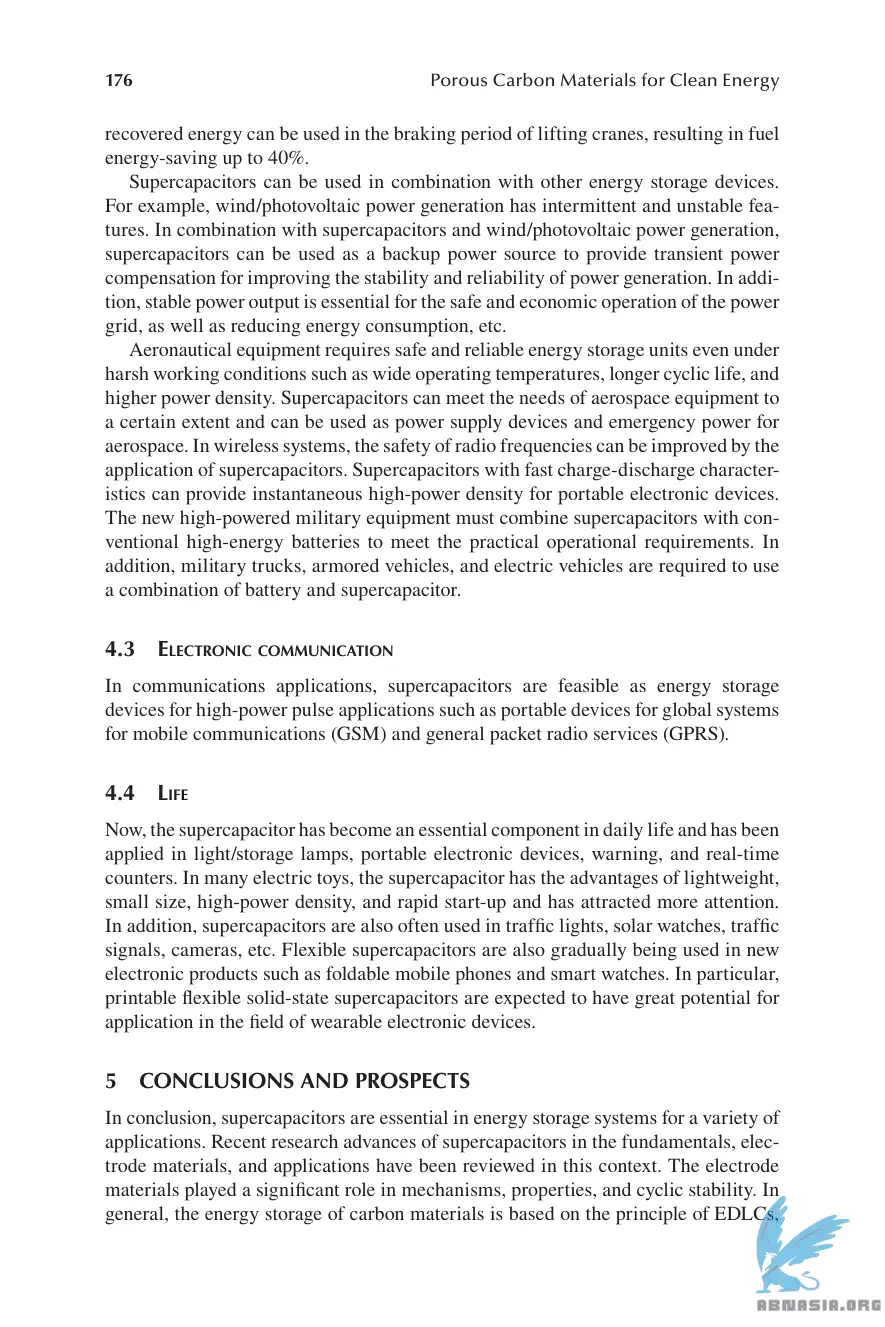 176 Porous Carbon Materials for Clean Energy
recovered energy can be used in the braking period of lifting cranes, resulting in fuel
energy-saving up to 40%.
Supercapacitors can be used in combination with other energy storage devices.
For example, wind/photovoltaic power generation has intermittent and unstable fea-
tures. In combination with supercapacitors and wind/photovoltaic power generation,
supercapacitors can be used as a backup power source to provide transient power
compensation for improving the stability and reliability of power generation. In addi-
tion, stable power output is essential for the safe and economic operation of the power
grid, as well as reducing energy consumption, etc.
Aeronautical equipment requires safe and reliable energy storage units even under
harsh working conditions such as wide operating temperatures, longer cyclic life, and
higher power density. Supercapacitors can meet the needs of aerospace equipment to
a certain extent and can be used as power supply devices and emergency power for
aerospace. In wireless systems, the safety of radio frequencies can be improved by the
application of supercapacitors. Supercapacitors with fast charge-discharge character-
istics can provide instantaneous high-power density for portable electronic devices.
The new high-powered military equipment must combine supercapacitors with con-
ventional high-energy batteries to meet the practical operational requirements. In
addition, military trucks, armored vehicles, and electric vehicles are required to use
a combination of battery and supercapacitor.
4.3 Electronic communication
In communications applications, supercapacitors are feasible as energy storage
devices for high-power pulse applications such as portable devices for global systems
for mobile communications (GSM) and general packet radio services (GPRS).
4.4 Life
Now, the supercapacitor has become an essential component in daily life and has been
applied in light/storage lamps, portable electronic devices, warning, and real-time
counters. In many electric toys, the supercapacitor has the advantages of lightweight,
small size, high-power density, and rapid start-up and has attracted more attention.
In addition, supercapacitors are also often used in traffic lights, solar watches, traffic
signals, cameras, etc. Flexible supercapacitors are also gradually being used in new
electronic products such as foldable mobile phones and smart watches. In particular,
printable flexible solid-state supercapacitors are expected to have great potential for
application in the field of wearable electronic devices.
5 CONCLUSIONS AND PROSPECTS
In conclusion, supercapacitors are essential in energy storage systems for a variety of
applications. Recent research advances of supercapacitors in the fundamentals, elec-
trode materials, and applications have been reviewed in this context. The electrode
materials played a significant role in mechanisms, properties, and cyclic stability. In
general, the energy storage of carbon materials is based on the principle of EDLCs,
ABNASIA.ORG